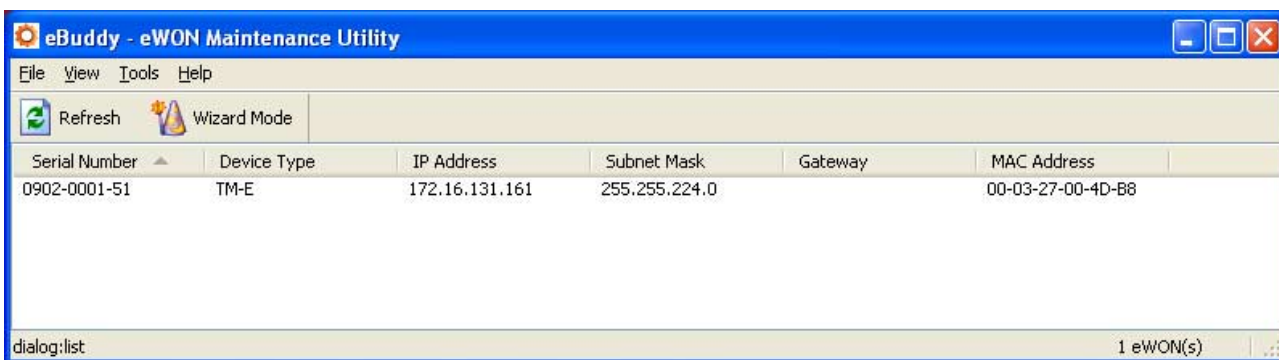 eBuddy - eWON Maintenance Utility
File View Tools Help
Refresh Wizard Mode
Serial Number Device Type IP Address Subnet Mask Gateway MAC Address
0902-0001-51 TM-E 172.16.131.161 255.255.224.0 00-03-27-00-4D-B8
dialog:list 1 eWON(s)